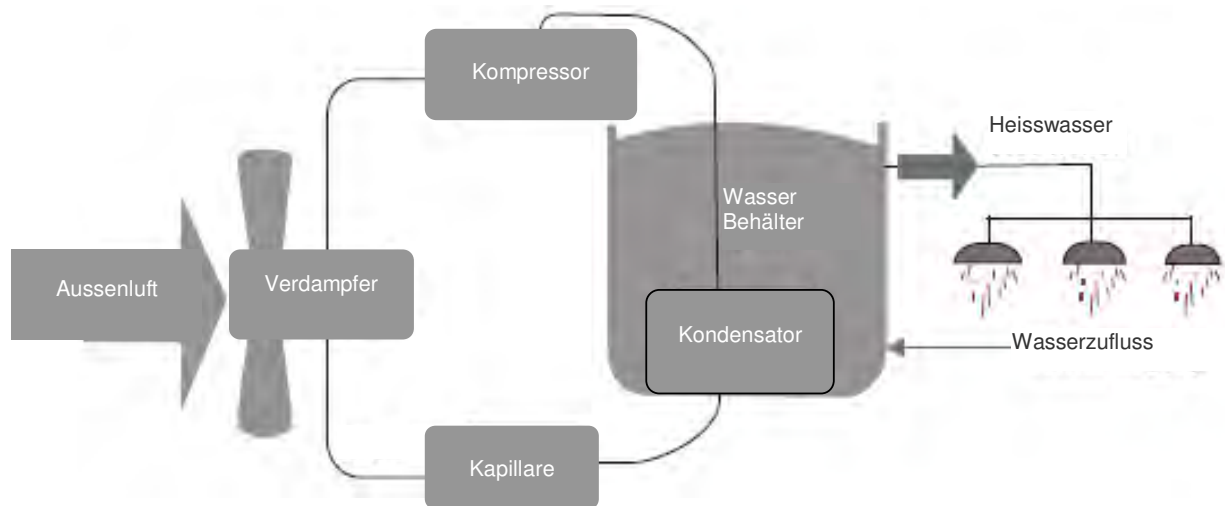 Kompressor
Heisswasser
Wasser
Behälter
Aussenluft
Verdampfer
Kondensator
Wasserzufluss
Kapillare